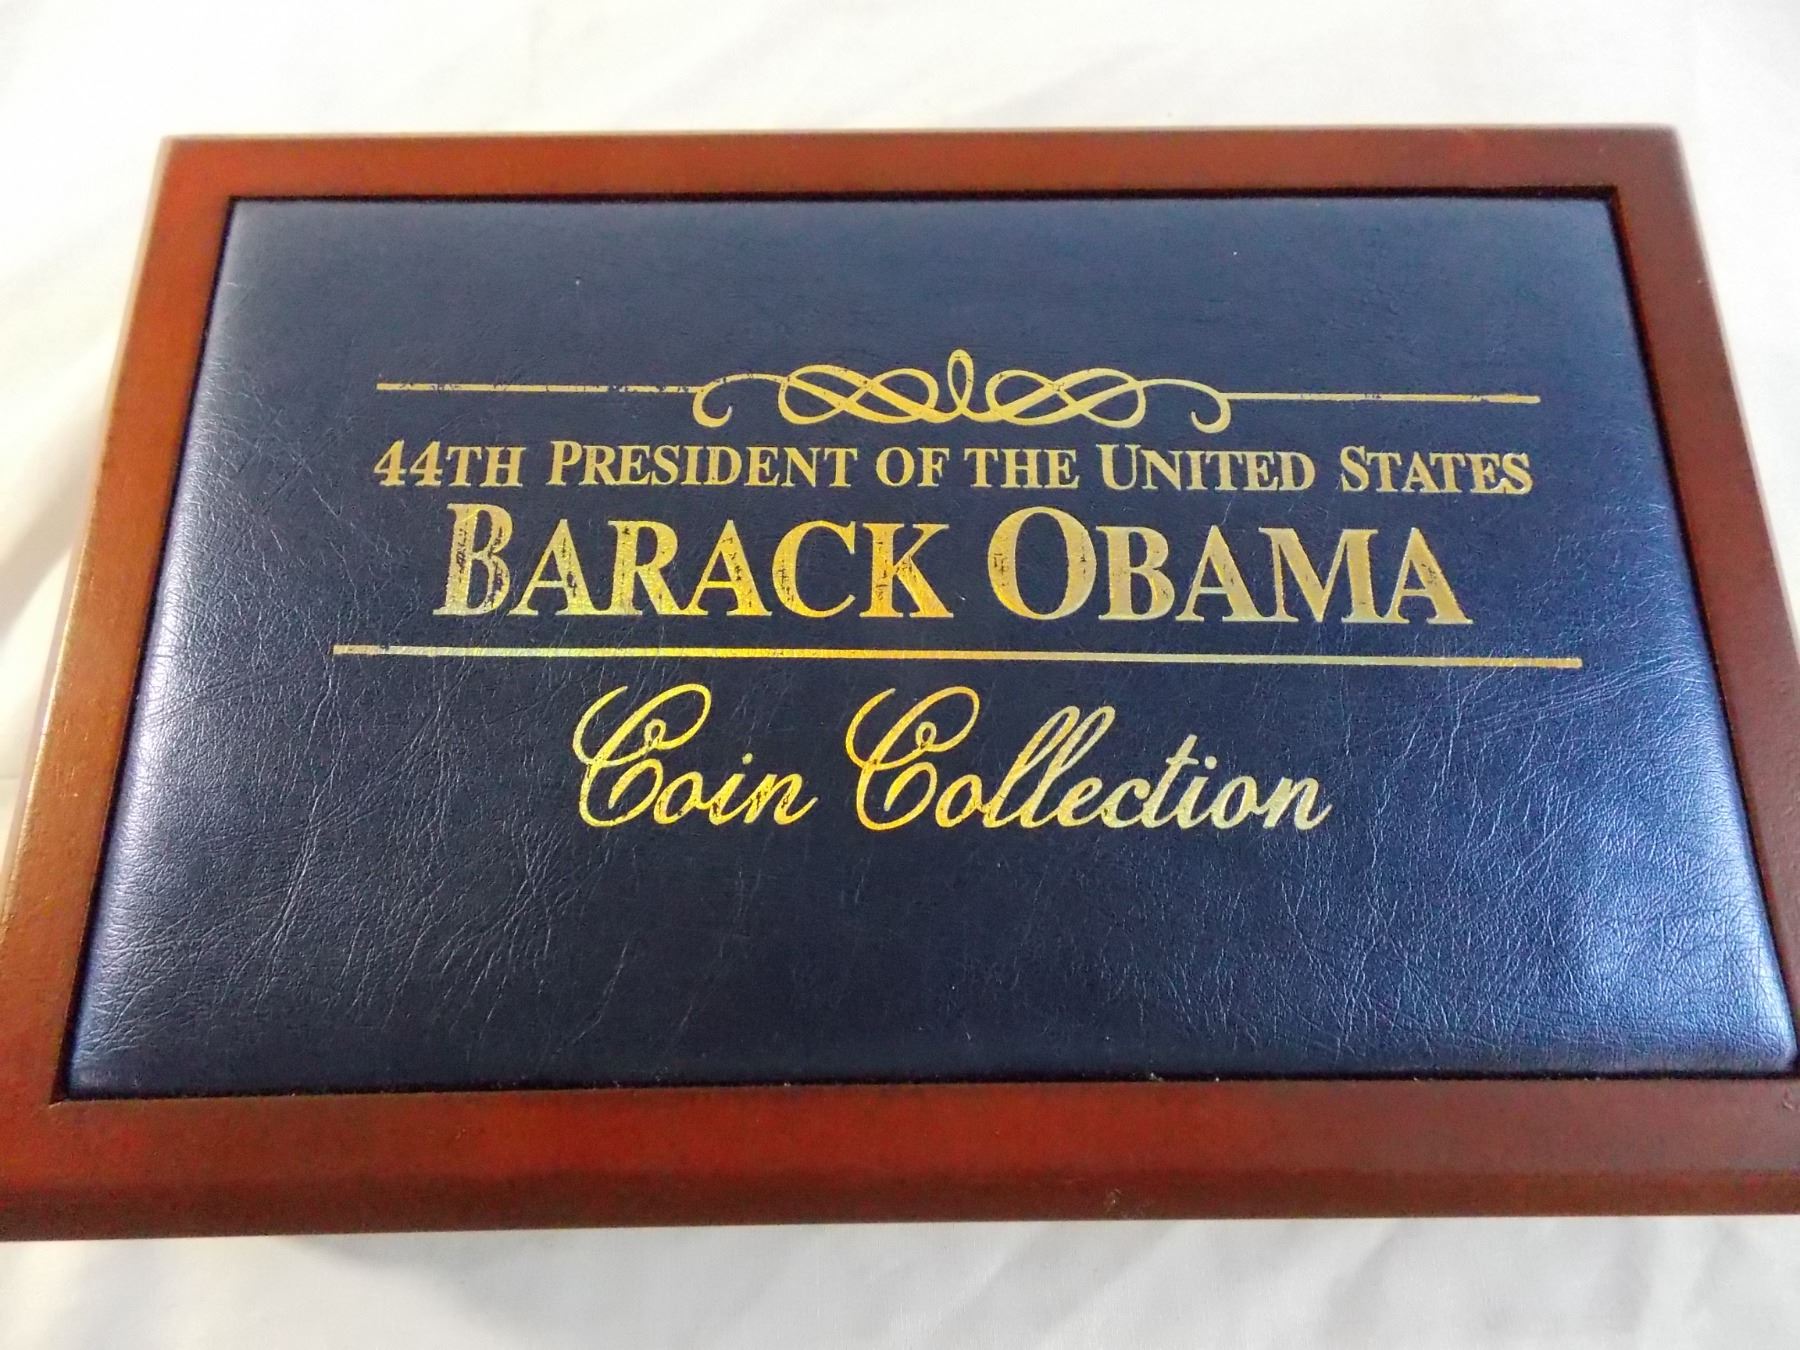 44TH PRESIDENT OF THE UNITED STATES
BARACK OBAMA
Coin Collection